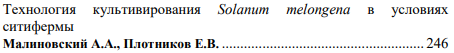 Технология культивирования Solanum melongena в условиях
ситифермы
Малиновский А.А., Плотников Е.В. ........................................................... 246